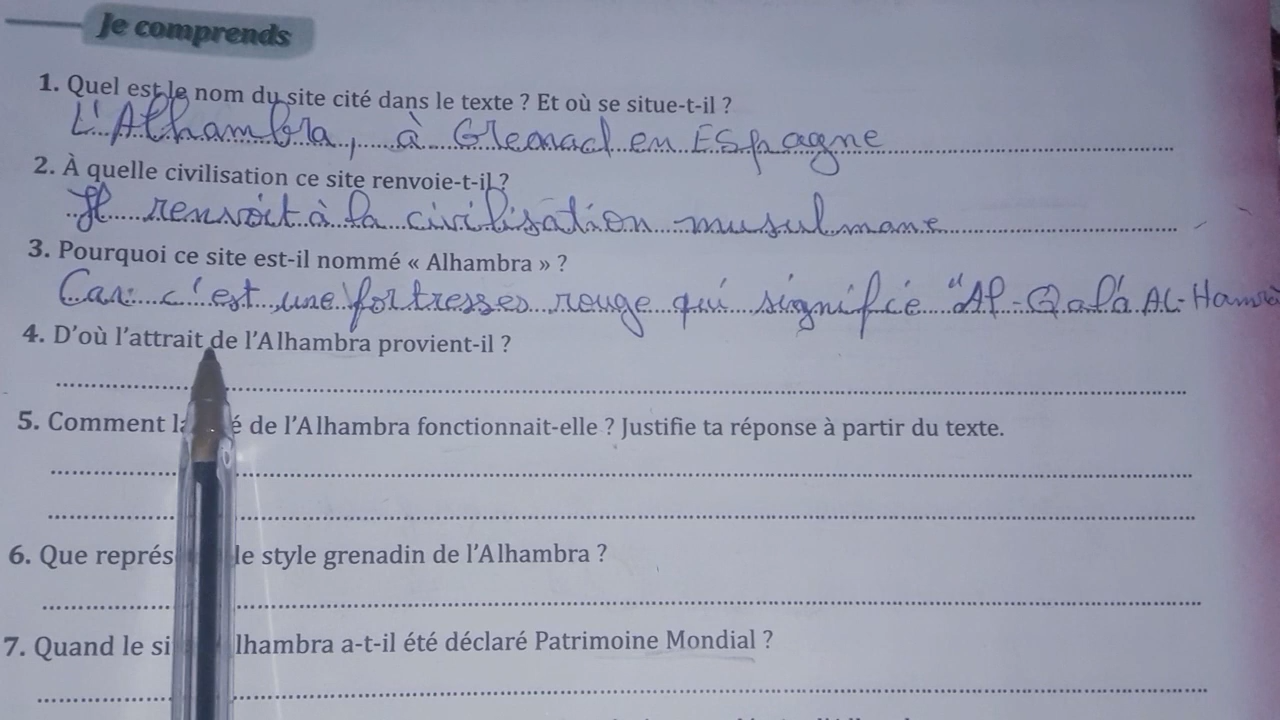 Je comprends
1. Quel est le nom du site cité dans le texte ? Et où se situe-t-il ?
L'Alhambra, à Grenad en Espagne
2. À quelle civilisation ce site renvoie-t-il ?
Il renvoit à la civilisation musulmane
3. Pourquoi ce site est-il nommé « Alhambra » ?
Car c'est une fortresses rouge qui signifie "Al-Qal'a Al-Hamra
4. D'où l'attrait de l'Alhambra provient-il ?
5. Comment la é de l'Alhambra fonctionnait-elle ? Justifie ta réponse à partir du texte.
6. Que représ le style grenadin de l'Alhambra ?
7. Quand le si lhambra a-t-il été déclaré Patrimoine Mondial ?